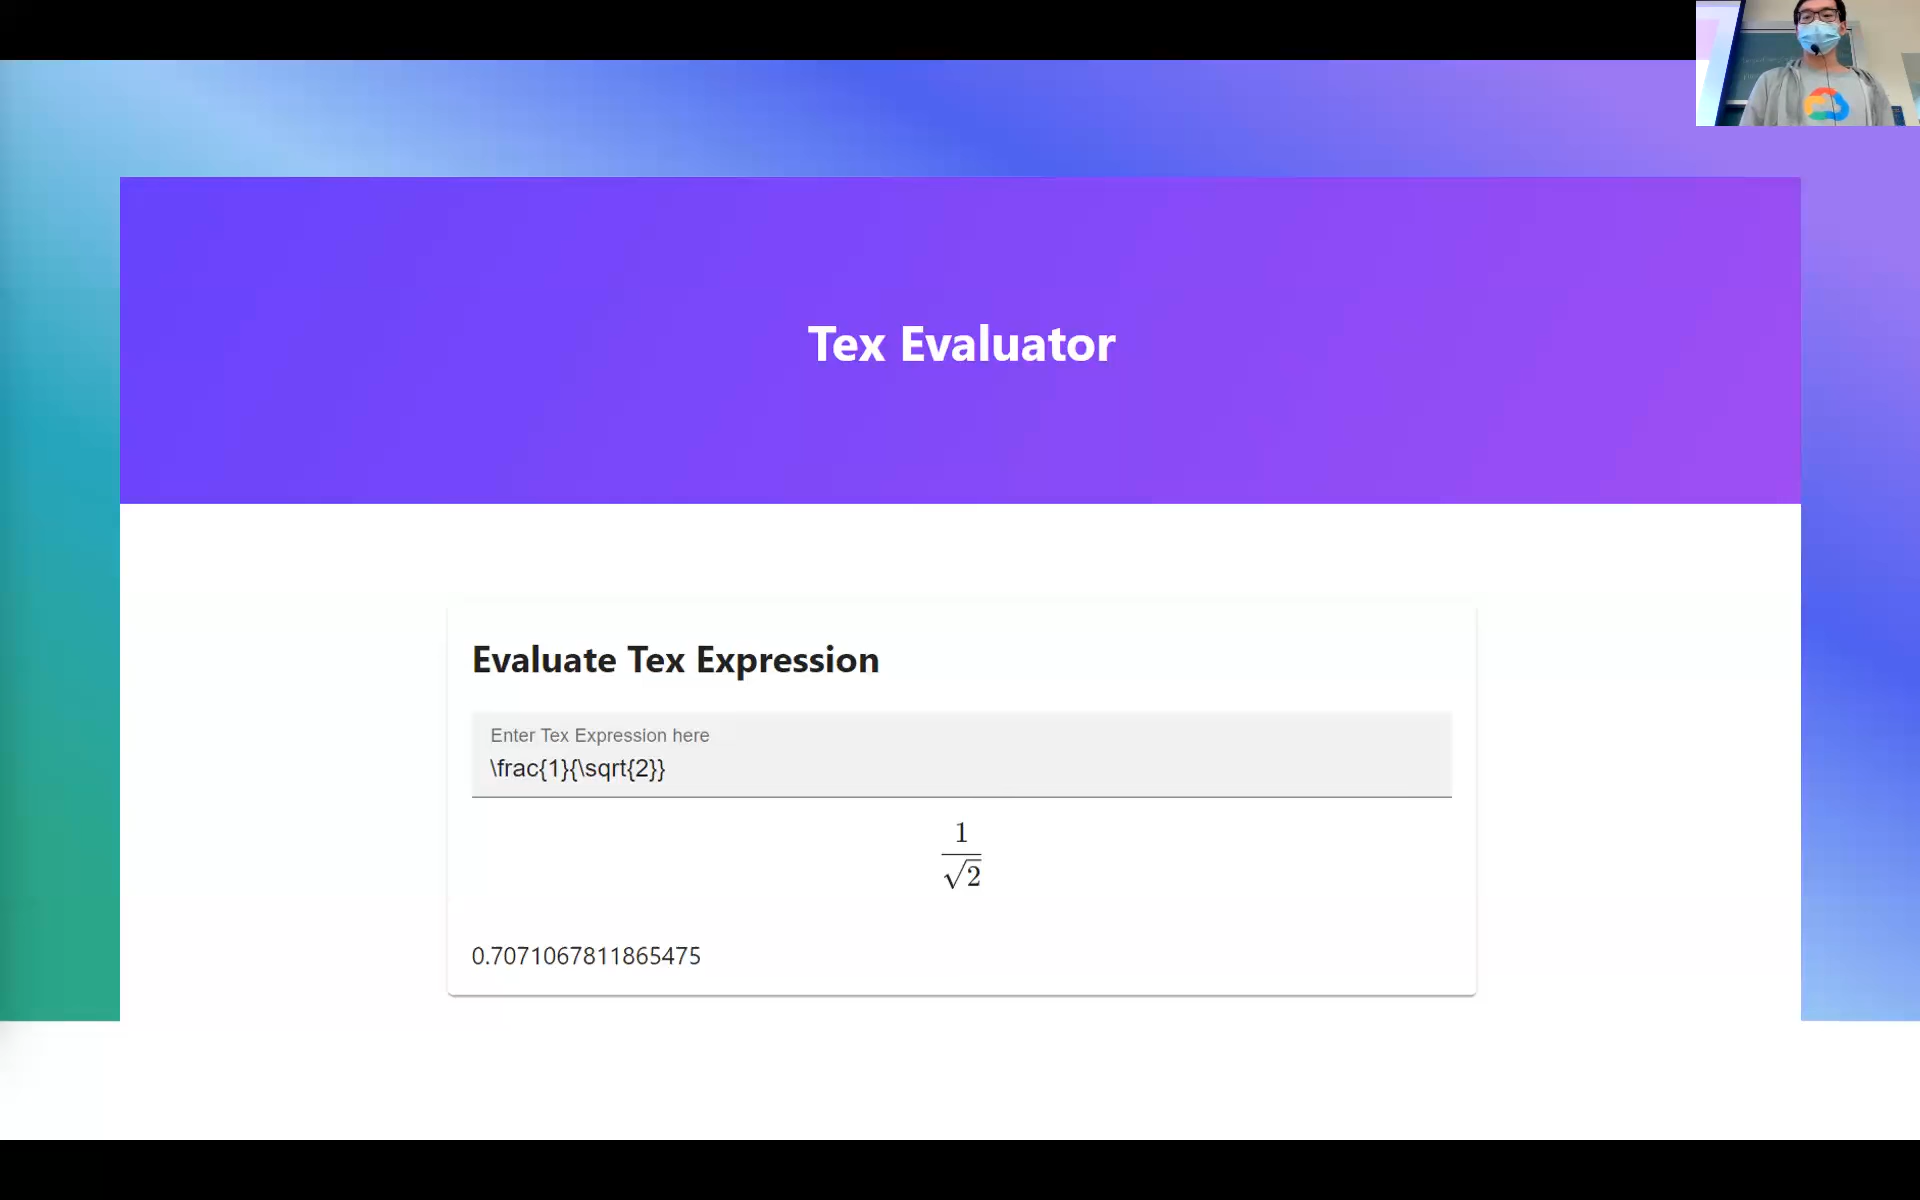 Tex Evaluator
Evaluate Tex Expression
Enter Tex Expression here
\frac{1}{\sqrt{2}}
1
√2
0.7071067811865475